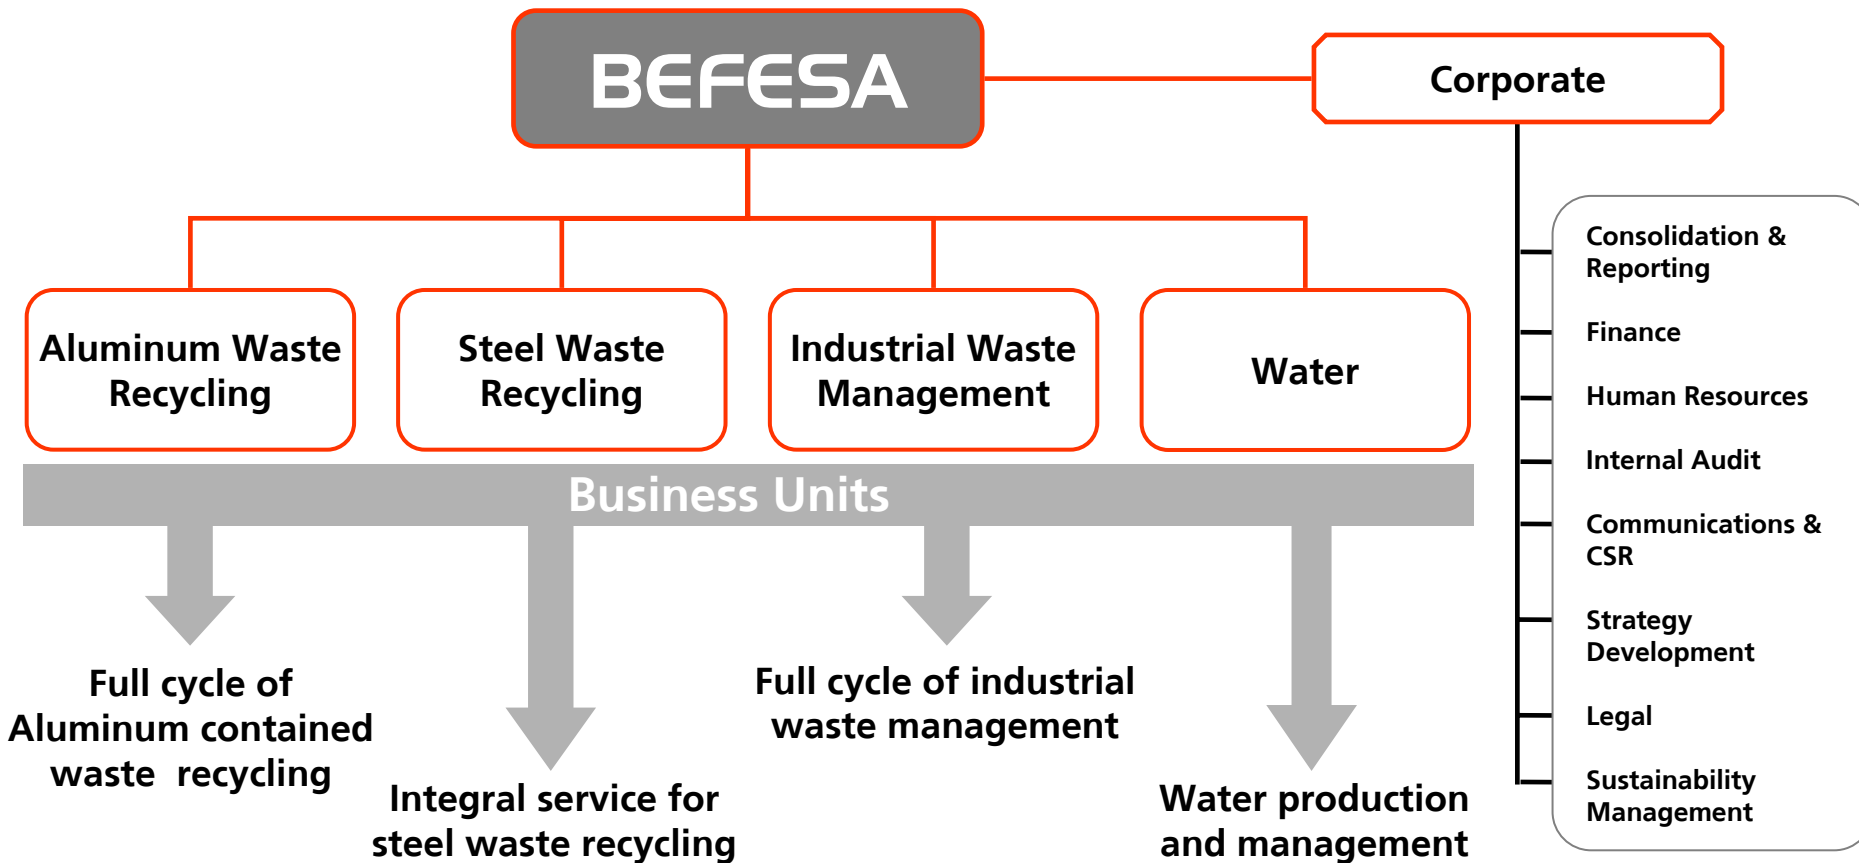 BEFESA
Corporate
Aluminum Waste
Recycling
Steel Waste
Recycling
Industrial Waste
Management
Water
Business Units
Full cycle of
Aluminum contained
waste recycling
Integral service for
steel waste recycling
Full cycle of industrial
waste management
Water production
and management
Consolidation &
Reporting
Finance
Human Resources
Internal Audit
Communications &
CSR
Strategy
Development
Legal
Sustainability
Management